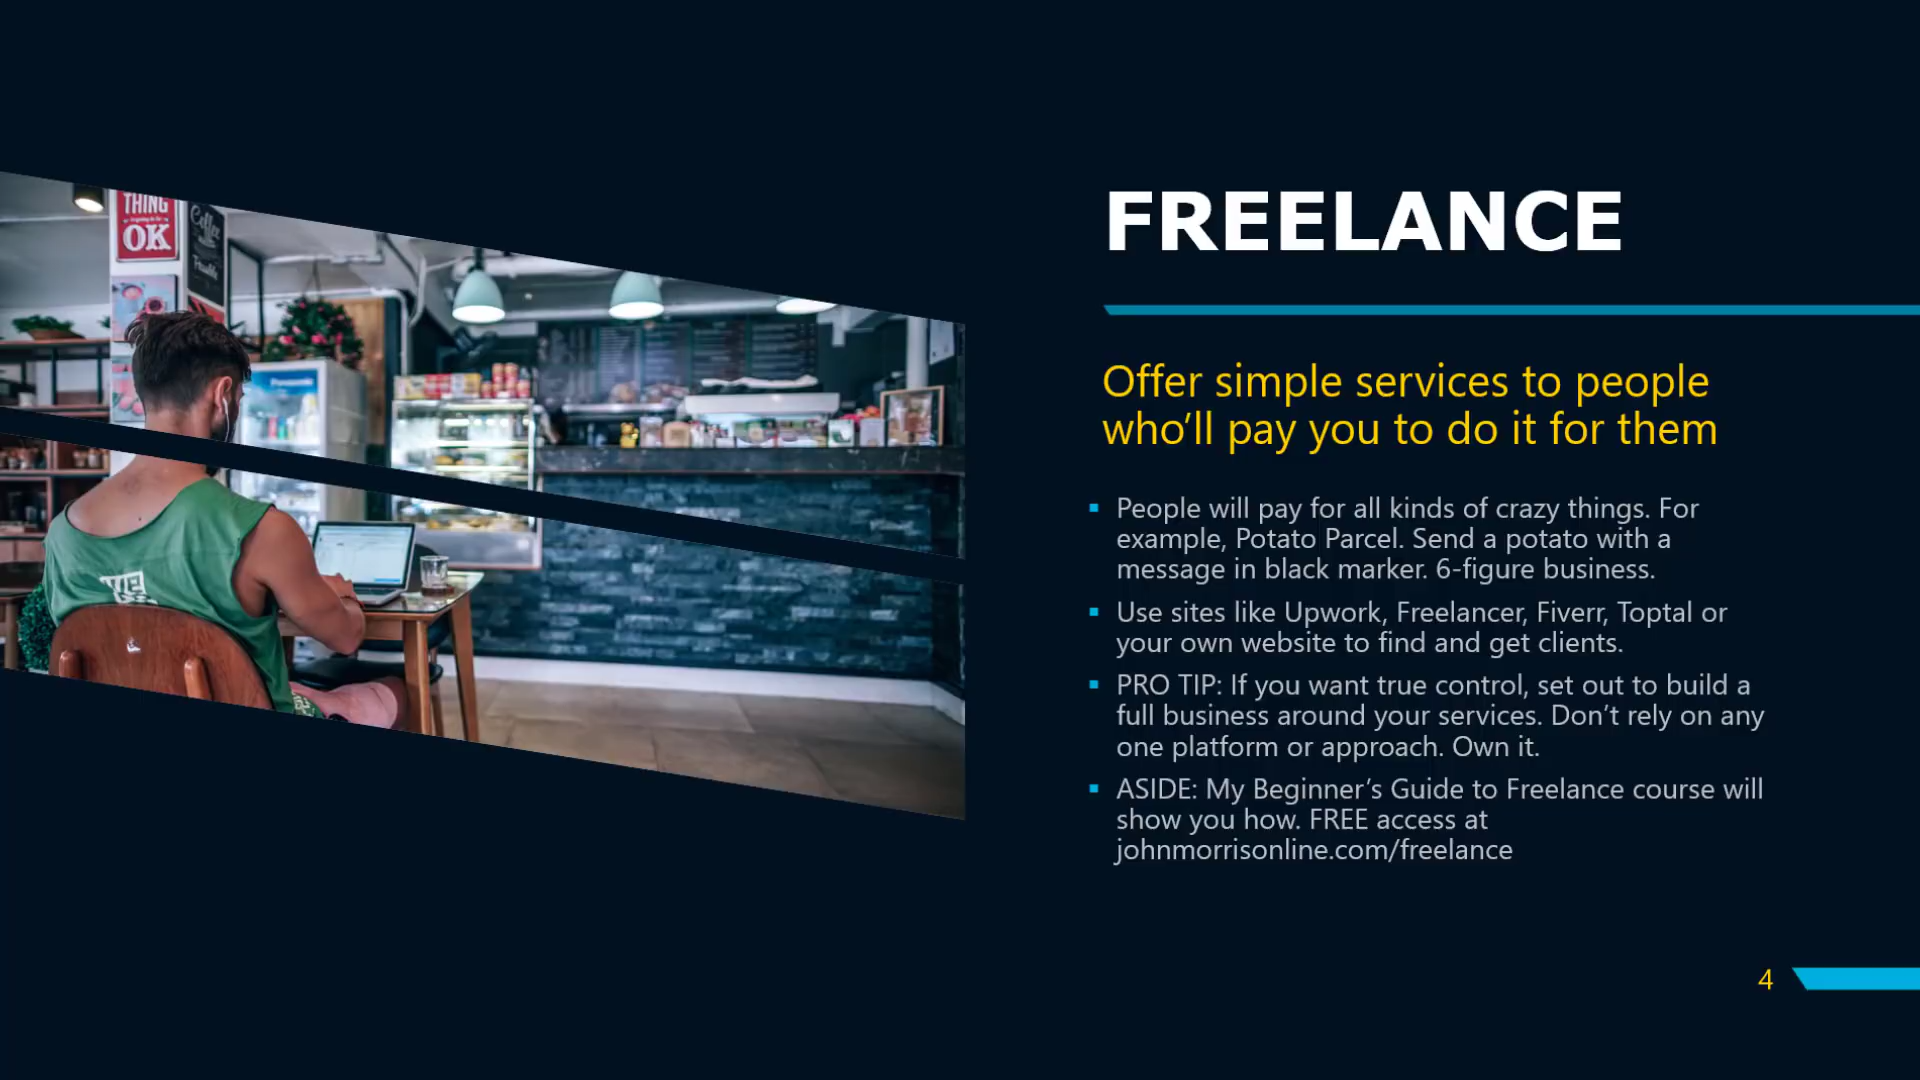 THING
OK
Coffee
Panasonic
FREELANCE
Offer simple services to people
who’ll pay you to do it for them
▪ People will pay for all kinds of crazy things. For
example, Potato Parcel. Send a potato with a
message in black marker. 6-figure business.
▪ Use sites like Upwork, Freelancer, Fiverr, Toptal or
your own website to find and get clients.
▪ PRO TIP: If you want true control, set out to build a
full business around your services. Don’t rely on any
one platform or approach. Own it.
▪ ASIDE: My Beginner’s Guide to Freelance course will
show you how. FREE access at
johnmorrisonline.com/freelance
4